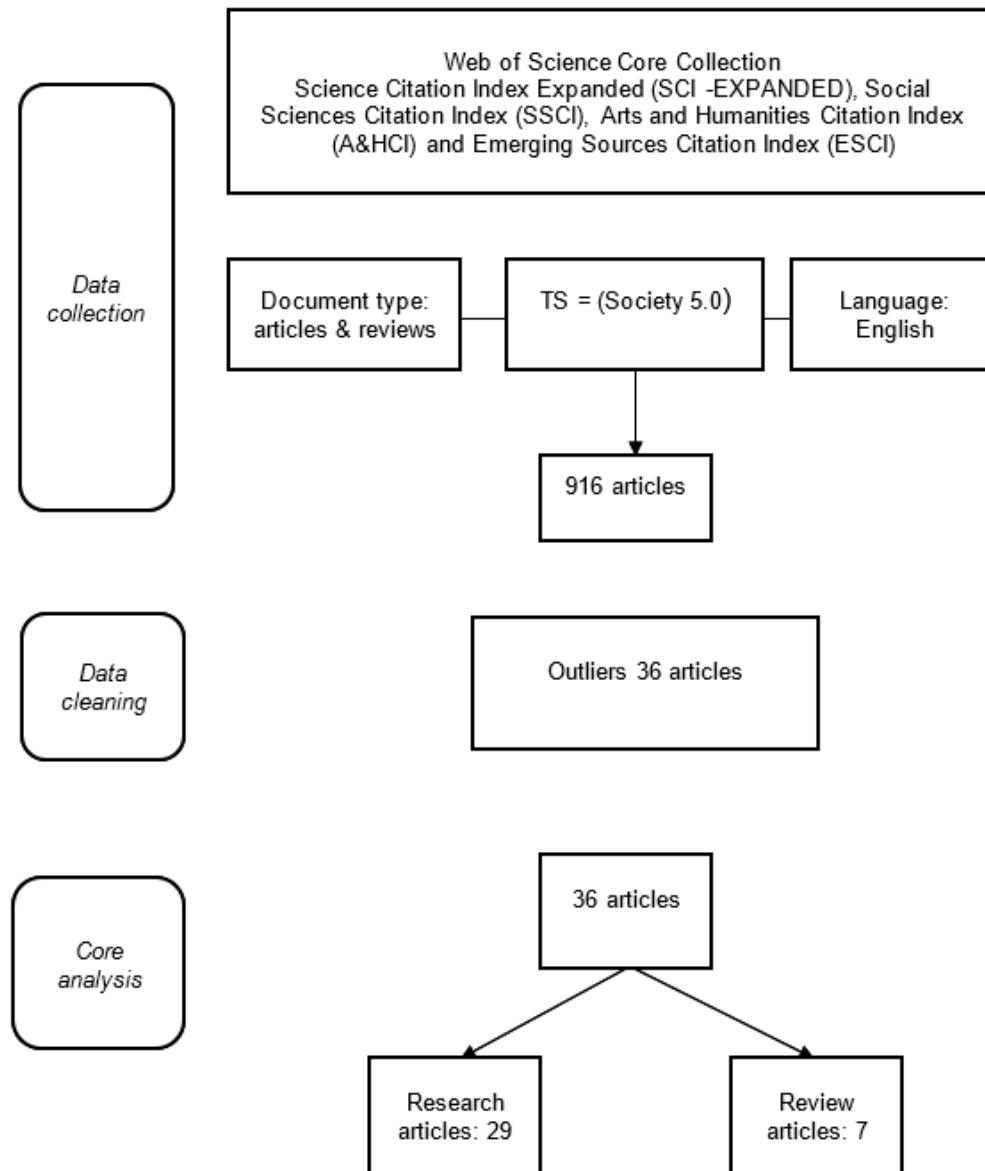 Web of Science Core Collection
Science Citation Index Expanded (SCI -EXPANDED), Social
Sciences Citation Index (SSCI), Arts and Humanities Citation Index
(A&HCI) and Emerging Sources Citation Index (ESCI)
Data
collection
Document type:
articles & reviews
TS = (Society 5.0)
Language:
English
916 articles
Data
cleaning
Outliers 36 articles
Core
analysis
36 articles
Research
articles: 29
Review
articles: 7